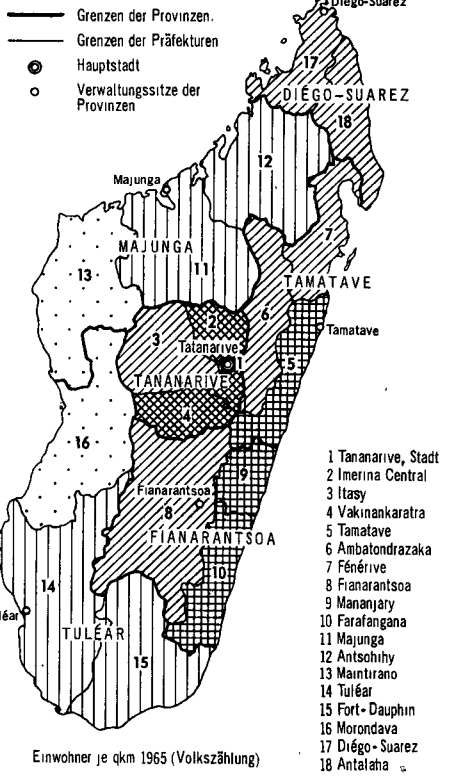 Diégo-Suarez
Grenzen der Provinzen.
Grenzen der Präfekturen
Hauptstadt
Verwaltungssitze der
Provinzen
17
DIÉGO-SUAREZ
18
12
Majunga
7
MAJUNGA
13
11
TAMATAVE
2
6
3
Tamatave
Tatanarive
1
5
TANANARIVE
4
16
9
Fianarantsoa
8
FIANARANTSOA
10
14
léar
TULÉAR
15
1 Tananarive, Stadt
2 Imerina Central
3 Itasy
4 Vakinankaratra
5 Tamatave
6 Ambatondrazaka
7 Fénérive
8 Fianarantsoa
9 Mananjary
10 Farafangana
11 Majunga
12 Antsohihy
13 Maintirano
14 Tuléar
15 Fort-Dauphin
16 Morondava
17 Diégo-Suarez
18 Antalaha
Einwohner je qkm 1965 (Volkszählung)